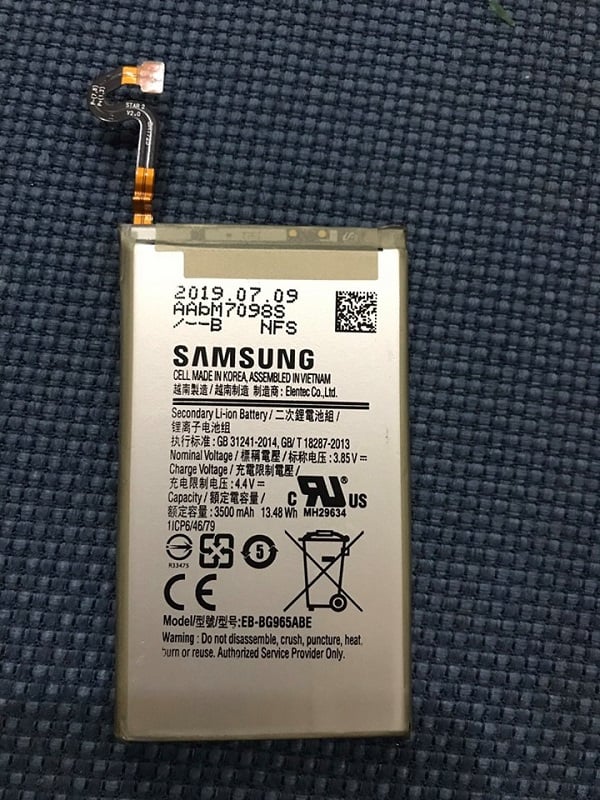 STAR 2
V2.0
2019.07.09
AAbM7098S
/--B NFS
SAMSUNG
CELL MADE IN KOREA, ASSEMBLED IN VIETNAM
越南製造 / 越南制造 制造商 : Elentec Co., Ltd.
Secondary Li-ion Battery / 二次鋰電池組 /
锂离子电池组
执行标准 : GB 31241-2014, GB/T 18287-2013
Nominal Voltage / 標稱電壓 / 标称电压 : 3.85V ⎓
Charge Voltage / 充電限制電壓 /
充电限制电压 : 4.4V ⎓
Capacity / 額定電容量 /
额定容量 : 3500 mAh 13.48 Wh
1ICP6/46/79
c RU ® US
MH29634
R33475
5
CE
Model/型號/型号:EB-BG965ABE
Warning : Do not disassemble, crush, puncture, heat,
burn or reuse. Authorized Service Provider Only.